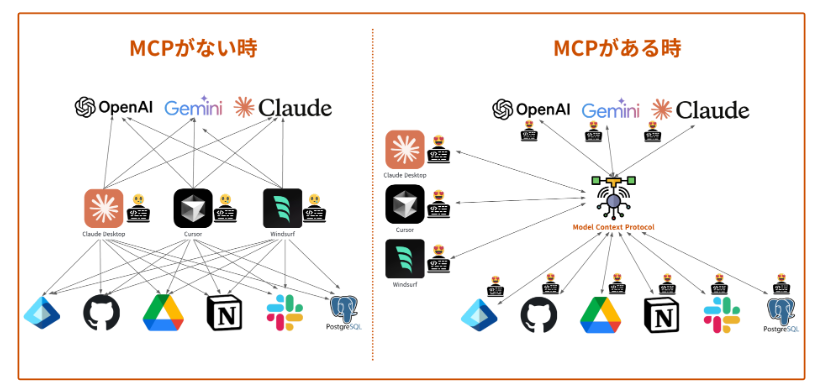 MCPがない時
OpenAI Gemini Claude
Claude Desktop
Cursor
Windsurf
N
PostgreSQL
MCPがある時
OpenAI Gemini Claude
Claude Desktop
Cursor
Windsurf
Model Context Protocol
N
PostgreSQL